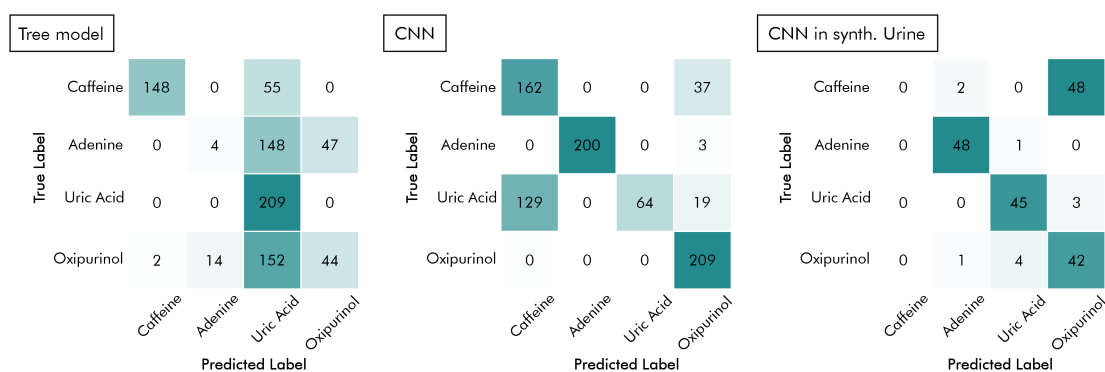 Tree model
CNN
CNN in synth. Urine
True Label
Caffeine 148 0 55 0
Adenine 0 4 148 47
Uric Acid 0 0 209 0
Oxipurinol 2 14 152 44
Caffeine Adenine Uric Acid Oxipurinol
Predicted Label
True Label
Caffeine 162 0 0 37
Adenine 0 200 0 3
Uric Acid 129 0 64 19
Oxipurinol 0 0 0 209
Caffeine Adenine Uric Acid Oxipurinol
Predicted Label
True Label
Caffeine 0 2 0 48
Adenine 0 48 1 0
Uric Acid 0 0 45 3
Oxipurinol 0 1 4 42
Caffeine Adenine Uric Acid Oxipurinol
Predicted Label